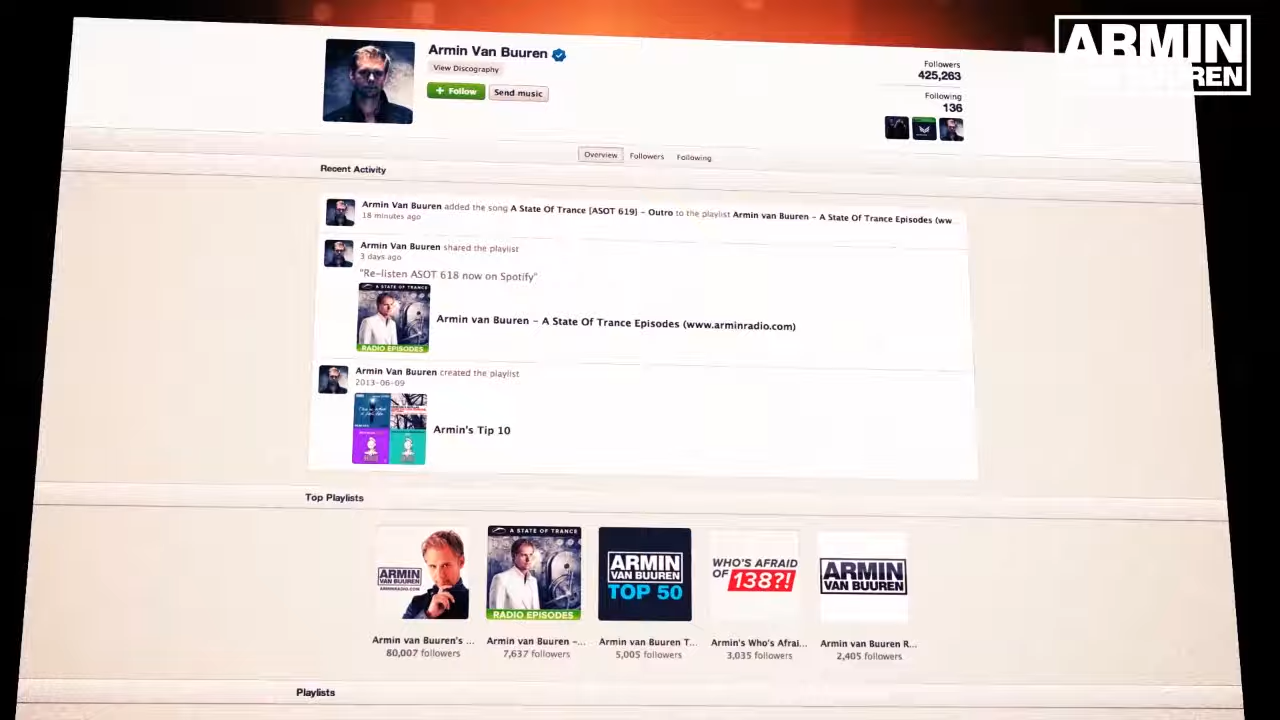 ARMIN
VAN BUUREN
Armin Van Buuren
View Discography
+ Follow
Send music
Followers
425,263
Following
136
Overview
Followers
Following
Recent Activity
Armin Van Buuren added the song A State Of Trance [ASOT 619] - Outro to the playlist Armin van Buuren - A State Of Trance Episodes (ww...
18 minutes ago
Armin Van Buuren shared the playlist
3 days ago
"Re-listen ASOT 618 now on Spotify"
A STATE OF TRANCE
RADIO EPISODES
Armin van Buuren - A State Of Trance Episodes (www.arminradio.com)
Armin Van Buuren created the playlist
2013-06-09
Armin's Tip 10
Top Playlists
ARMIN
VAN BUUREN
ARMINRADIO.COM
A STATE OF TRANCE
RADIO EPISODES
ARMIN
VAN BUUREN
TOP 50
WHO'S AFRAID
OF 138?!
ARMIN
VAN BUUREN
Armin van Buuren's ...
80,007 followers
Armin van Buuren -...
7,637 followers
Armin van Buuren T...
5,005 followers
Armin's Who's Afrai...
3,035 followers
Armin van Buuren R...
2,405 followers
Playlists